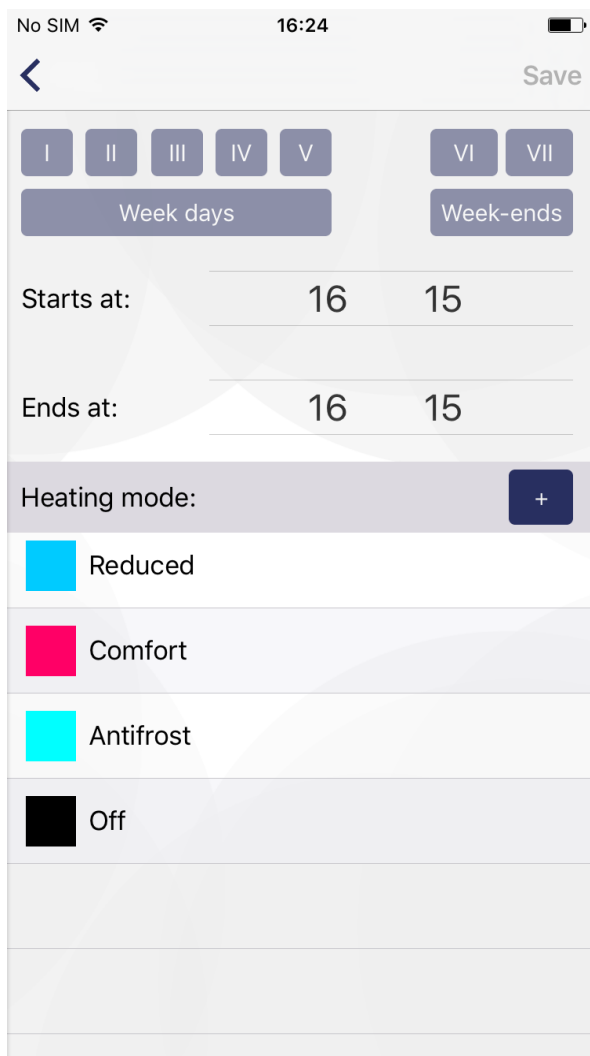 No SIM 16:24
Save
I II III IV V VI VII
Week days Week-ends
Starts at: 16 15
Ends at: 16 15
Heating mode: +
Reduced
Comfort
Antifrost
Off